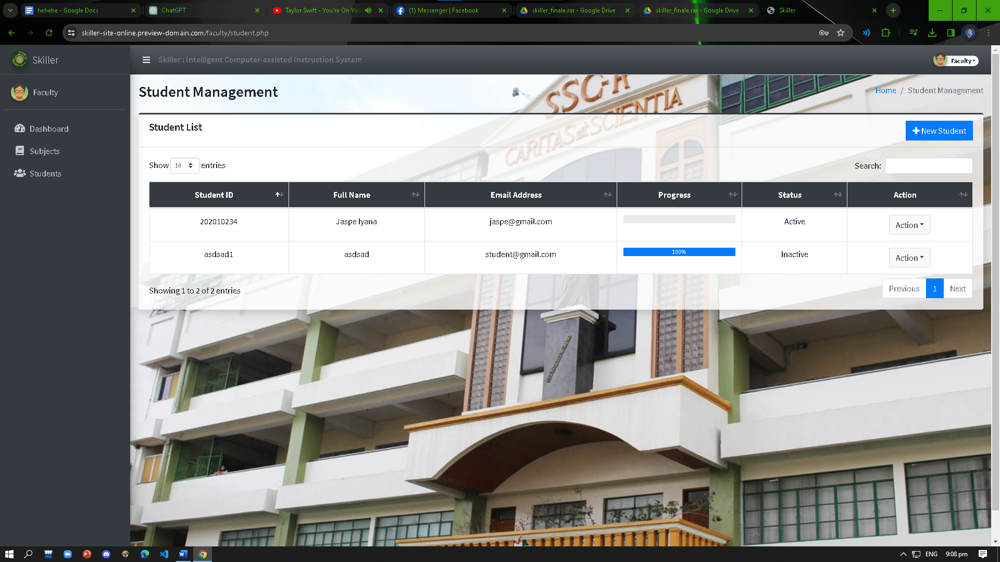 hehehe - Google Docs
ChatGPT
Taylor Swift - You're On You
(1) Messenger | Facebook
skiller_finale.rar - Google Drive
skiller_finale.rar - Google Drive
Skiller
skiller-site-online.preview-domain.com/faculty/student.php
Skiller
Skiller : Intelligent Computer-assisted Instruction System
Faculty
Faculty
Dashboard
Subjects
Students
Student Management
Home / Student Management
SSC-R
CARITAS et SCIENTIA
Student List
New Student
Show 10 entries
Search:
Student ID Full Name Email Address Progress Status Action
202010234 Jaspe Iyana jaspe@gmail.com Active Action
asdsad1 asdsad student@gmail.com 100% Inactive Action
Showing 1 to 2 of 2 entries
Previous 1 Next
ENG 9:08 pm